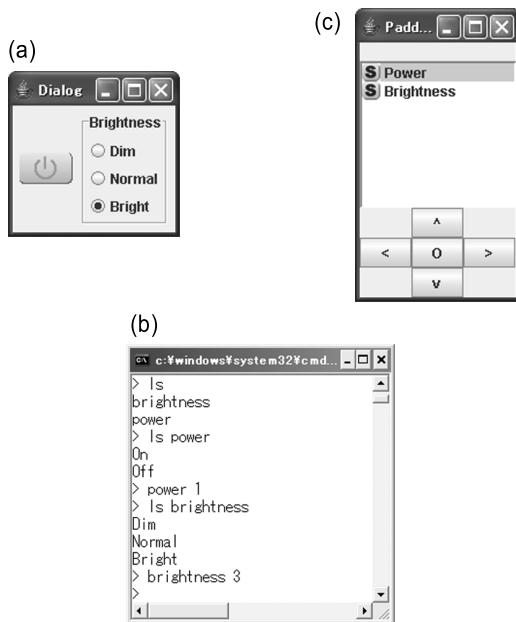 (a)
Dialog
Brightness
Dim
Normal
Bright
(c)
Padd...
S Power
S Brightness
^
< O >
v
(b)
c:¥windows¥system32¥cmd...
> ls
brightness
power
> ls power
On
Off
> power 1
> ls brightness
Dim
Normal
Bright
> brightness 3
>